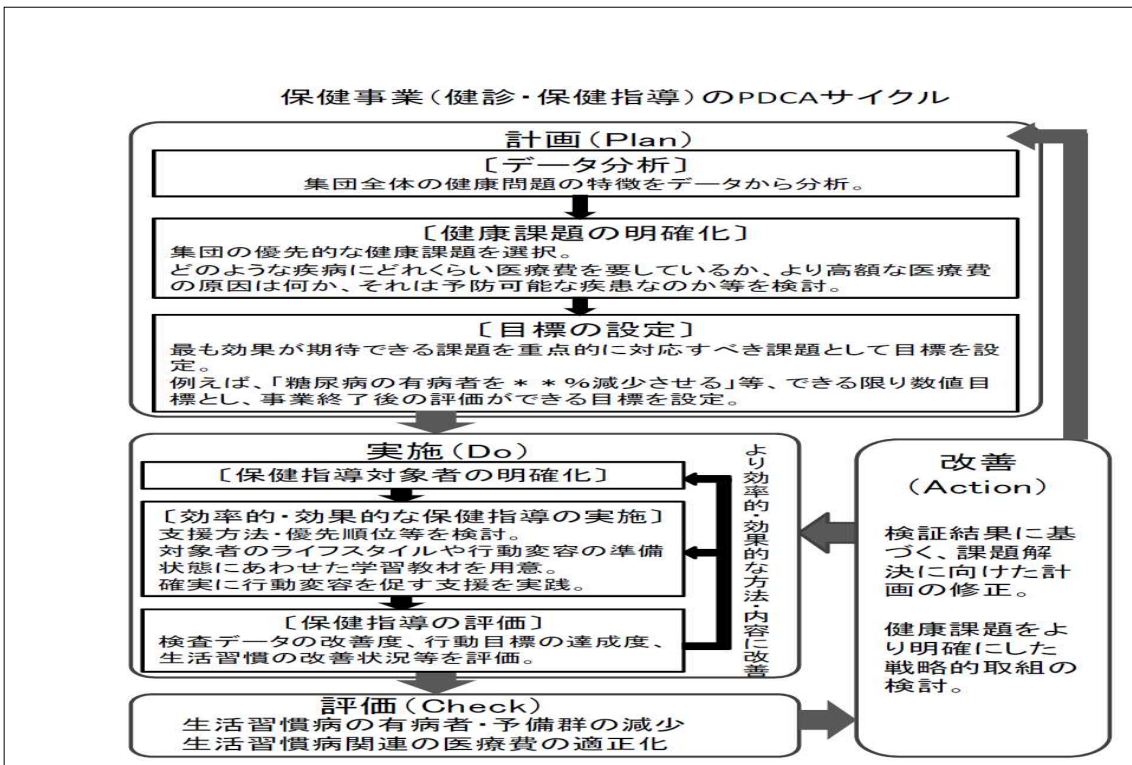 保健事業(健診・保健指導)のPDCAサイクル
計画(Plan)
〔データ分析〕
集団全体の健康問題の特徴をデータから分析。
〔健康課題の明確化〕
集団の優先的な健康課題を選択。
どのような疾病にどれくらい医療費を要しているか、より高額な医療費
の原因は何か、それは予防可能な疾患なのか等を検討。
〔目標の設定〕
最も効果が期待できる課題を重点的に対応すべき課題として目標を設
定。
例えば、「糖尿病の有病者を＊＊%減少させる」等、できる限り数値目
標とし、事業終了後の評価ができる目標を設定。
実施(Do)
〔保健指導対象者の明確化〕
〔効率的・効果的な保健指導の実施〕
支援方法・優先順位等を検討。
対象者のライフスタイルや行動変容の準備
状態にあわせた学習教材を用意。
確実に行動変容を促す支援を実践。
〔保健指導の評価〕
検査データの改善度、行動目標の達成度、
生活習慣の改善状況等を評価。
より効率的・効果的な方法・内容に改善
評価(Check)
生活習慣病の有病者・予備群の減少
生活習慣病関連の医療費の適正化
改善
(Action)
検証結果に基
づく、課題解
決に向けた計
画の修正。
健康課題をよ
り明確にした
戦略的取組の
検討。